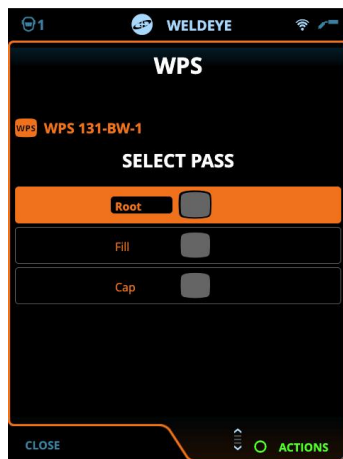 1 WELDEYE
WPS
WPS WPS 131-BW-1
SELECT PASS
Root
Fill
Cap
CLOSE ACTIONS